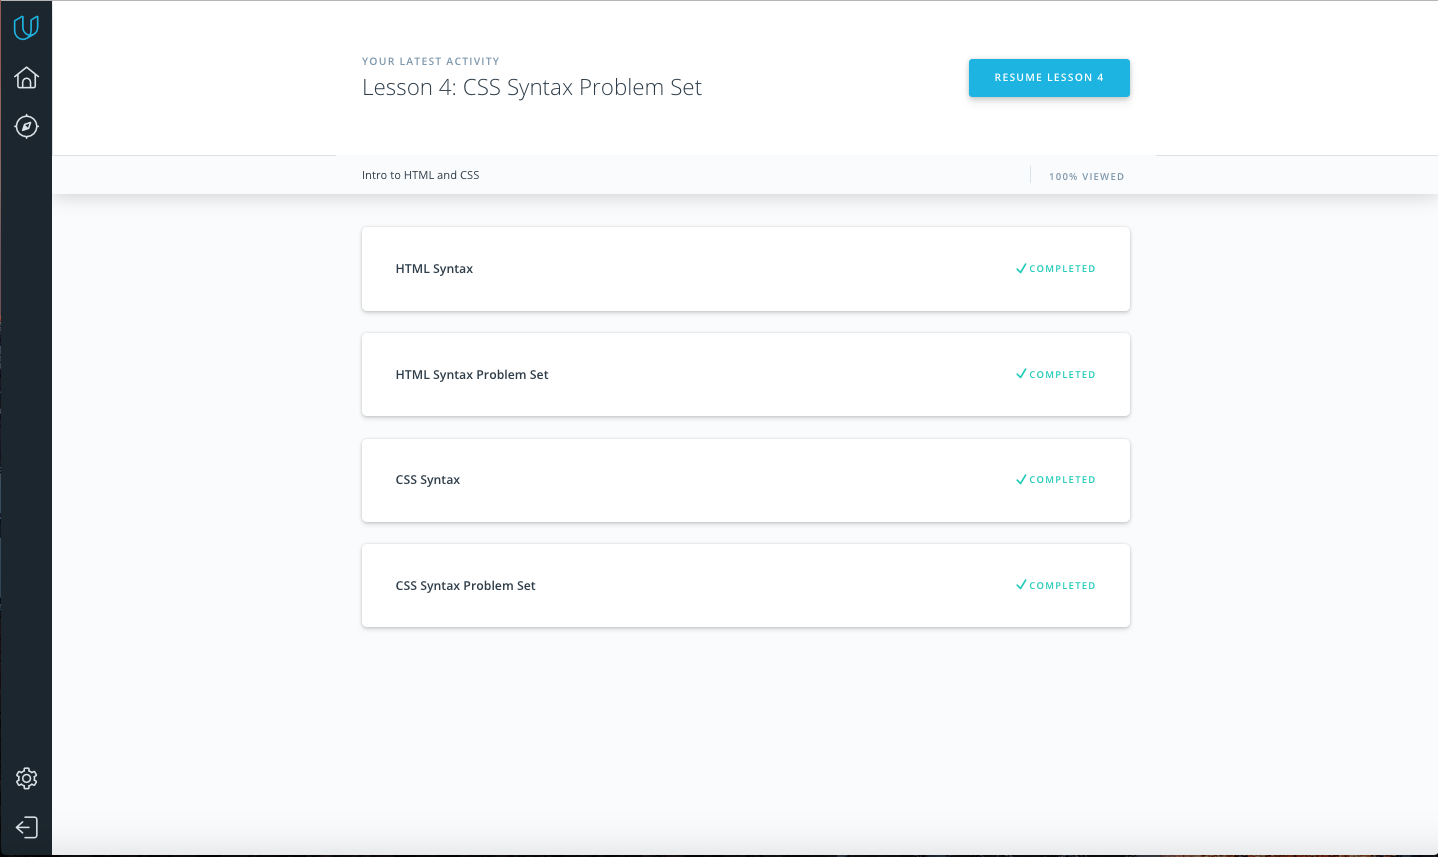 YOUR LATEST ACTIVITY
Lesson 4: CSS Syntax Problem Set
RESUME LESSON 4
Intro to HTML and CSS
100% VIEWED
HTML Syntax
COMPLETED
HTML Syntax Problem Set
COMPLETED
CSS Syntax
COMPLETED
CSS Syntax Problem Set
COMPLETED